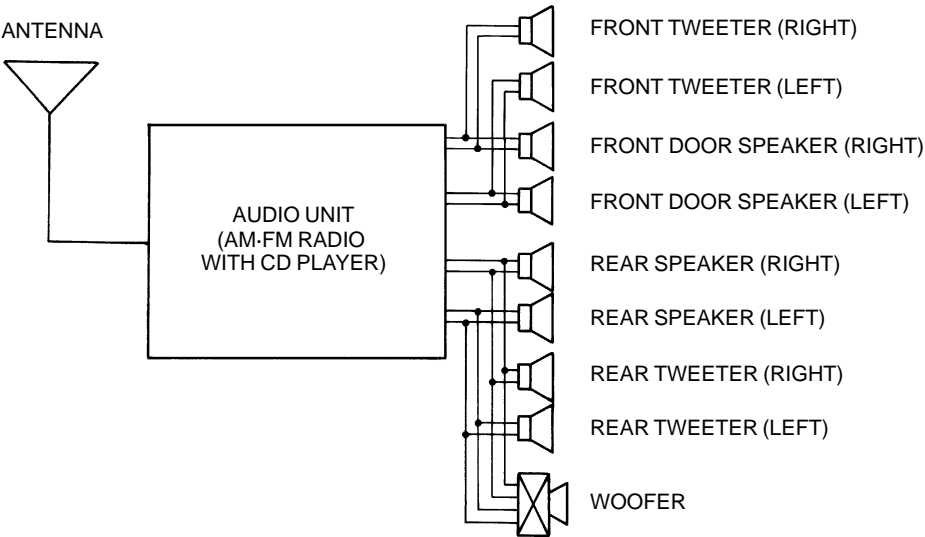 ANTENNA
FRONT TWEETER (RIGHT)
FRONT TWEETER (LEFT)
FRONT DOOR SPEAKER (RIGHT)
FRONT DOOR SPEAKER (LEFT)
AUDIO UNIT
(AM·FM RADIO
WITH CD PLAYER)
REAR SPEAKER (RIGHT)
REAR SPEAKER (LEFT)
REAR TWEETER (RIGHT)
REAR TWEETER (LEFT)
WOOFER